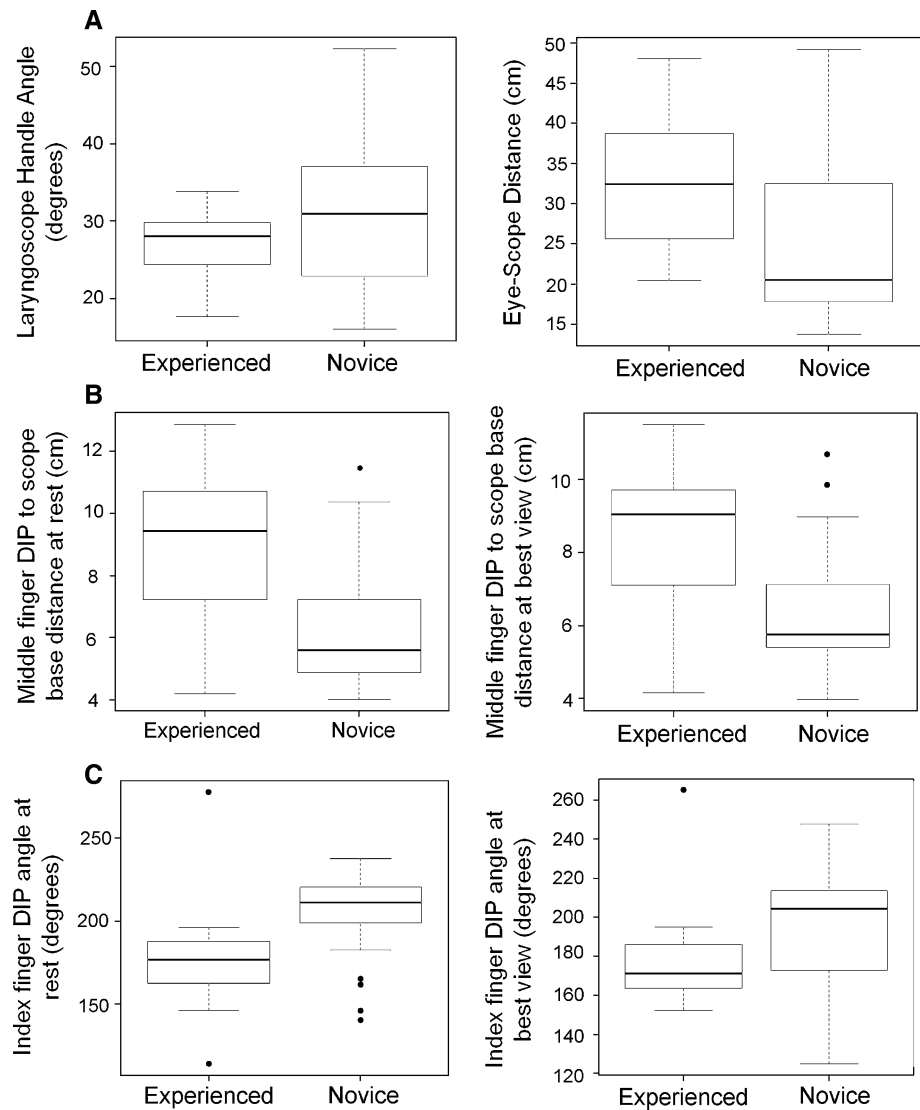 A
Laryngoscope Handle Angle
(degrees)
50
40
30
20
Experienced Novice
Eye-Scope Distance (cm)
50
45
40
35
30
25
20
15
Experienced Novice
B
Middle finger DIP to scope
base distance at rest (cm)
12
10
8
6
4
Experienced Novice
Middle finger DIP to scope base
distance at best view (cm)
10
8
6
4
Experienced Novice
C
Index finger DIP angle at
rest (degrees)
250
200
150
Experienced Novice
Index finger DIP angle at
best view (degrees)
260
240
220
200
180
160
140
120
Experienced Novice